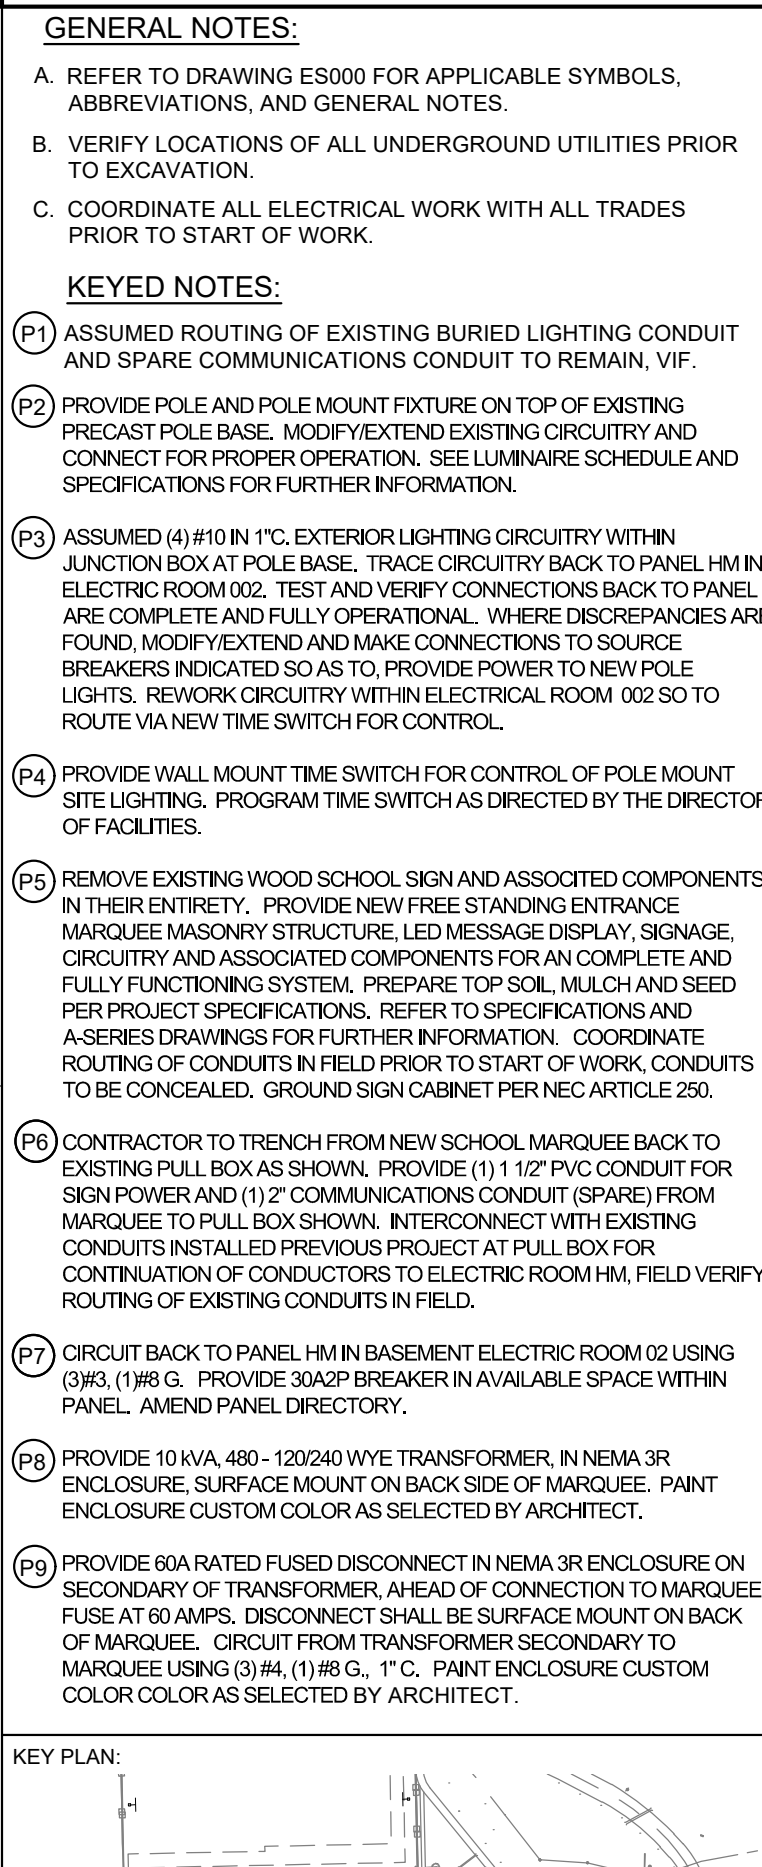 GENERAL NOTES:
A. REFER TO DRAWING ES000 FOR APPLICABLE SYMBOLS,
ABBREVIATIONS, AND GENERAL NOTES.
B. VERIFY LOCATIONS OF ALL UNDERGROUND UTILITIES PRIOR
TO EXCAVATION.
C. COORDINATE ALL ELECTRICAL WORK WITH ALL TRADES
PRIOR TO START OF WORK.
KEYED NOTES:
P1 ASSUMED ROUTING OF EXISTING BURIED LIGHTING CONDUIT
AND SPARE COMMUNICATIONS CONDUIT TO REMAIN, VIF.
P2 PROVIDE POLE AND POLE MOUNT FIXTURE ON TOP OF EXISTING
PRECAST POLE BASE. MODIFY/EXTEND EXISTING CIRCUITRY AND
CONNECT FOR PROPER OPERATION. SEE LUMINAIRE SCHEDULE AND
SPECIFICATIONS FOR FURTHER INFORMATION.
P3 ASSUMED (4) #10 IN 1"C. EXTERIOR LIGHTING CIRCUITRY WITHIN
JUNCTION BOX AT POLE BASE. TRACE CIRCUITRY BACK TO PANEL HM IN
ELECTRIC ROOM 002. TEST AND VERIFY CONNECTIONS BACK TO PANEL
ARE COMPLETE AND FULLY OPERATIONAL. WHERE DISCREPANCIES ARE
FOUND, MODIFY/EXTEND AND MAKE CONNECTIONS TO SOURCE
BREAKERS INDICATED SO AS TO, PROVIDE POWER TO NEW POLE
LIGHTS. REWORK CIRCUITRY WITHIN ELECTRICAL ROOM 002 SO TO
ROUTE VIA NEW TIME SWITCH FOR CONTROL.
P4 PROVIDE WALL MOUNT TIME SWITCH FOR CONTROL OF POLE MOUNT
SITE LIGHTING. PROGRAM TIME SWITCH AS DIRECTED BY THE DIRECTOR
OF FACILITIES.
P5 REMOVE EXISTING WOOD SCHOOL SIGN AND ASSOCITED COMPONENTS
IN THEIR ENTIRETY. PROVIDE NEW FREE STANDING ENTRANCE
MARQUEE MASONRY STRUCTURE, LED MESSAGE DISPLAY, SIGNAGE,
CIRCUITRY AND ASSOCIATED COMPONENTS FOR AN COMPLETE AND
FULLY FUNCTIONING SYSTEM. PREPARE TOP SOIL, MULCH AND SEED
PER PROJECT SPECIFICATIONS. REFER TO SPECIFICATIONS AND
A-SERIES DRAWINGS FOR FURTHER INFORMATION. COORDINATE
ROUTING OF CONDUITS IN FIELD PRIOR TO START OF WORK, CONDUITS
TO BE CONCEALED. GROUND SIGN CABINET PER NEC ARTICLE 250.
P6 CONTRACTOR TO TRENCH FROM NEW SCHOOL MARQUEE BACK TO
EXISTING PULL BOX AS SHOWN. PROVIDE (1) 1 1/2" PVC CONDUIT FOR
SIGN POWER AND (1) 2" COMMUNICATIONS CONDUIT (SPARE) FROM
MARQUEE TO PULL BOX SHOWN. INTERCONNECT WITH EXISTING
CONDUITS INSTALLED PREVIOUS PROJECT AT PULL BOX FOR
CONTINUATION OF CONDUCTORS TO ELECTRIC ROOM HM, FIELD VERIFY
ROUTING OF EXISTING CONDUITS IN FIELD.
P7 CIRCUIT BACK TO PANEL HM IN BASEMENT ELECTRIC ROOM 02 USING
(3)#3, (1)#8 G. PROVIDE 30A2P BREAKER IN AVAILABLE SPACE WITHIN
PANEL. AMEND PANEL DIRECTORY.
P8 PROVIDE 10 kVA, 480 - 120/240 WYE TRANSFORMER, IN NEMA 3R
ENCLOSURE, SURFACE MOUNT ON BACK SIDE OF MARQUEE. PAINT
ENCLOSURE CUSTOM COLOR AS SELECTED BY ARCHITECT.
P9 PROVIDE 60A RATED FUSED DISCONNECT IN NEMA 3R ENCLOSURE ON
SECONDARY OF TRANSFORMER, AHEAD OF CONNECTION TO MARQUEE
FUSE AT 60 AMPS. DISCONNECT SHALL BE SURFACE MOUNT ON BACK
OF MARQUEE. CIRCUIT FROM TRANSFORMER SECONDARY TO
MARQUEE USING (3) #4, (1) #8 G., 1" C. PAINT ENCLOSURE CUSTOM
COLOR COLOR AS SELECTED BY ARCHITECT.
KEY PLAN: